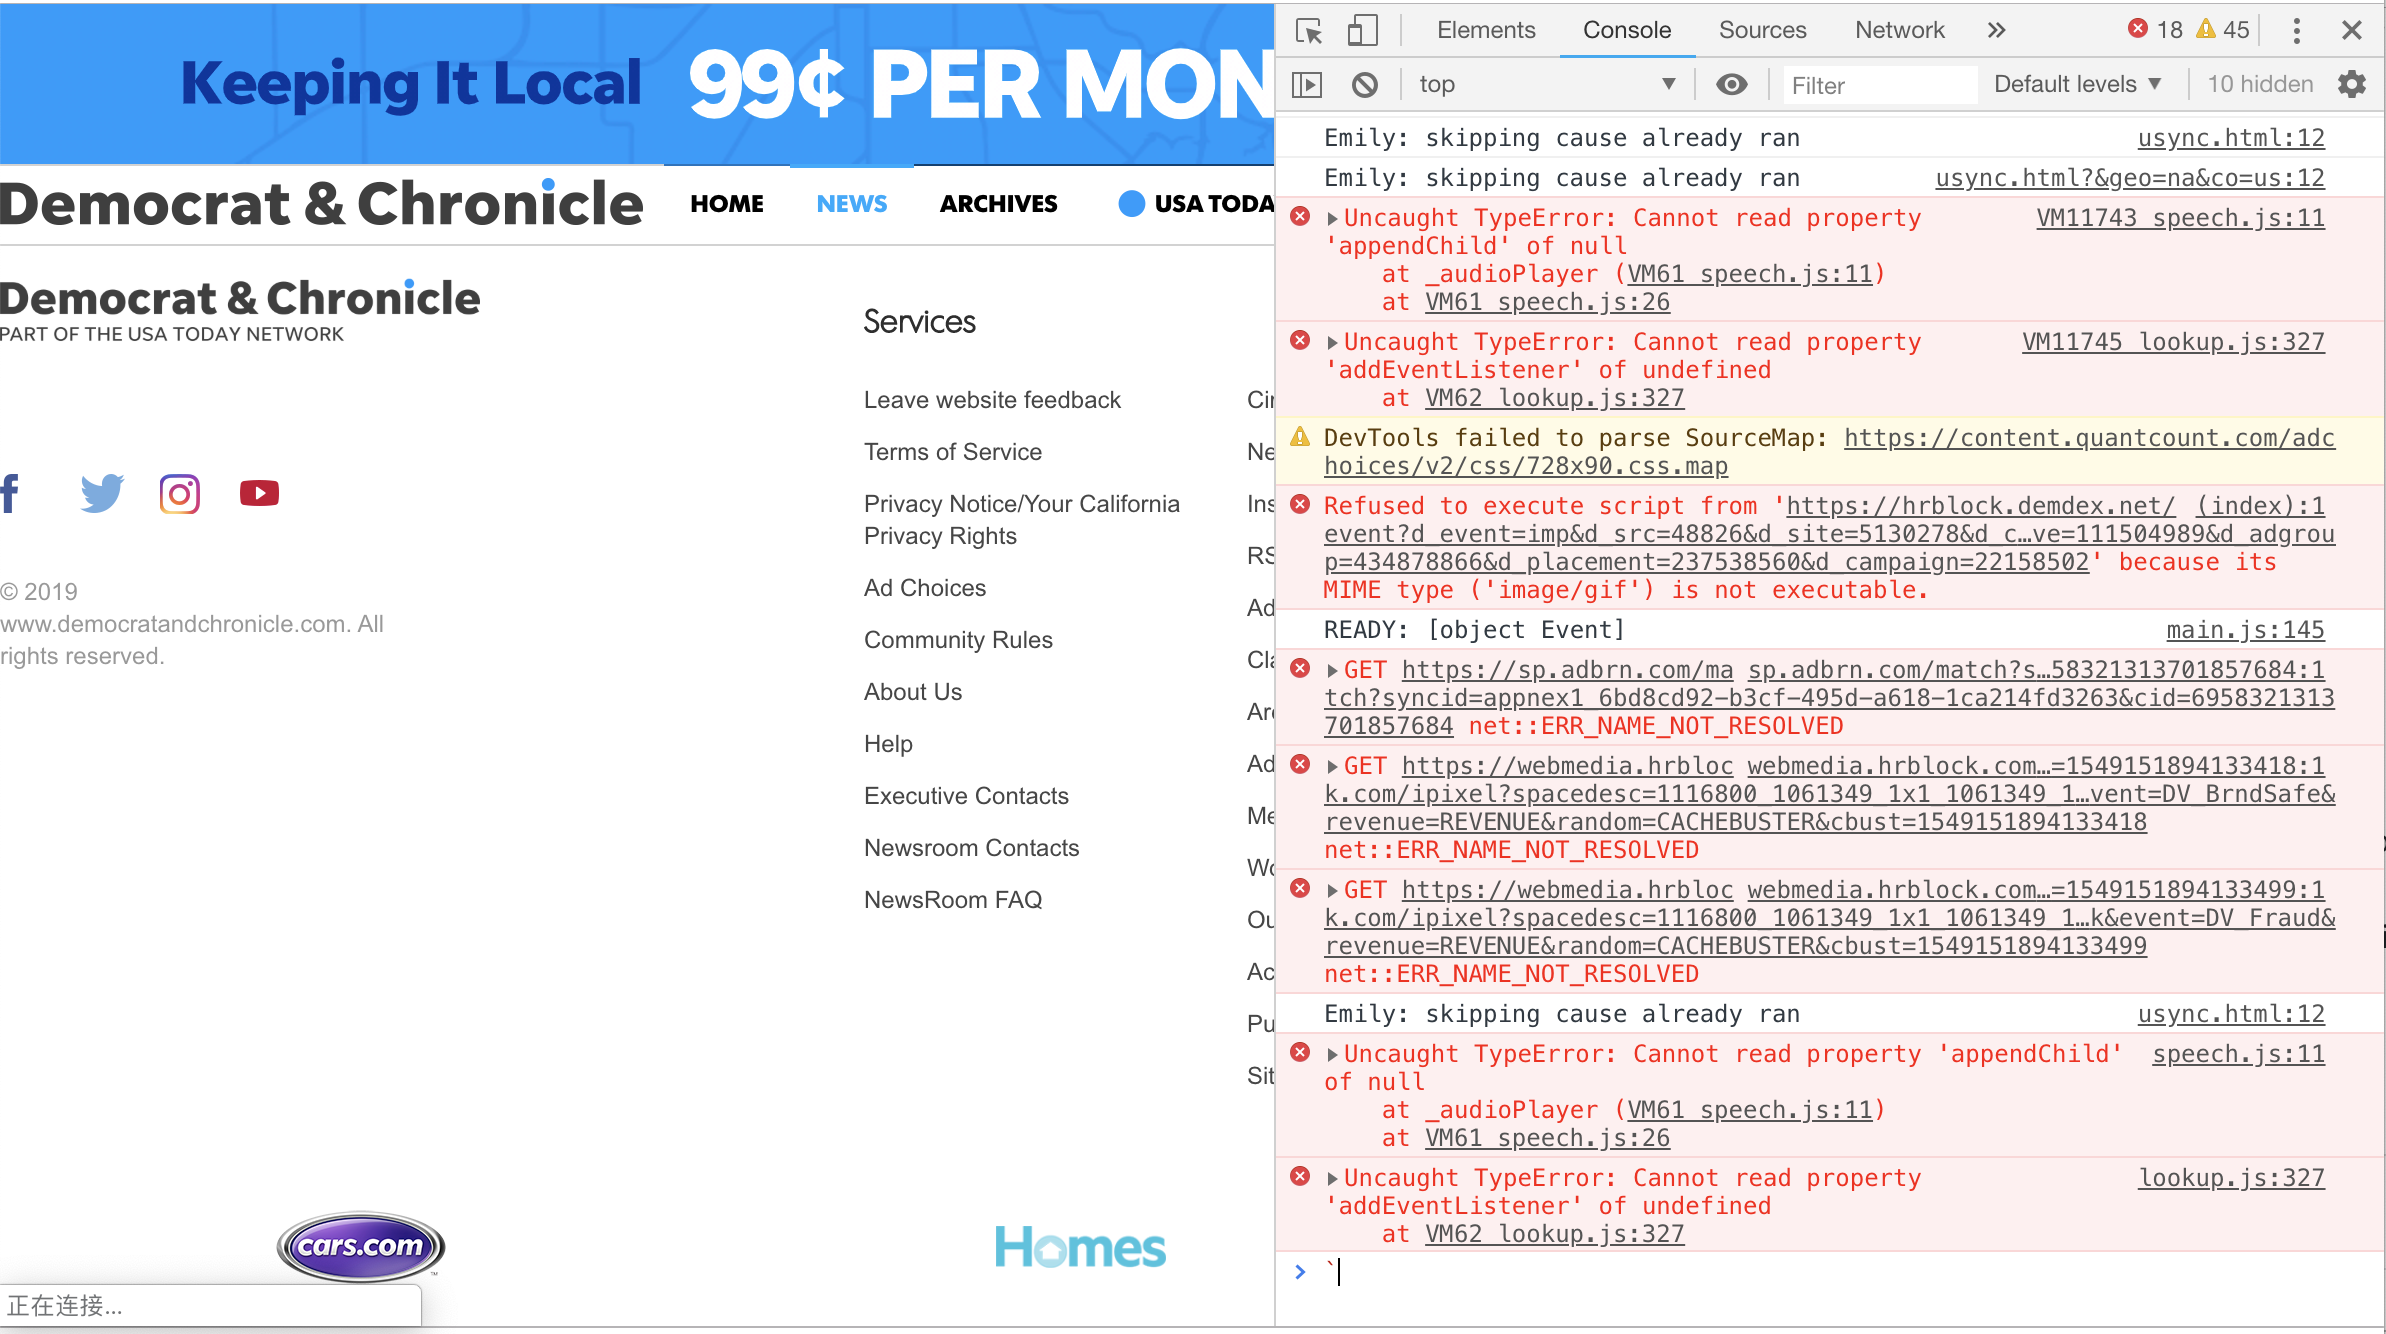 Keeping It Local 99¢ PER MON
Democrat & Chronicle HOME NEWS ARCHIVES USA TODA
Democrat & Chronicle
PART OF THE USA TODAY NETWORK
© 2019
www.democratandchronicle.com. All
rights reserved.
Services
Leave website feedback
Terms of Service
Privacy Notice/Your California
Privacy Rights
Ad Choices
Community Rules
About Us
Help
Executive Contacts
Newsroom Contacts
NewsRoom FAQ
Cir
Ne
Ins
RS
Ad
Cla
Arc
Ad
Me
Wo
Ou
Ac
Pu
Sit
cars.com
Homes
正在连接...
Elements Console Sources Network » 18 45
top Filter Default levels 10 hidden
Emily: skipping cause already ran usync.html:12
Emily: skipping cause already ran usync.html?&geo=na&co=us:12
Uncaught TypeError: Cannot read property VM11743 speech.js:11
'appendChild' of null
at _audioPlayer (VM61 speech.js:11)
at VM61 speech.js:26
Uncaught TypeError: Cannot read property VM11745 lookup.js:327
'addEventListener' of undefined
at VM62 lookup.js:327
DevTools failed to parse SourceMap: https://content.quantcount.com/adc
hoices/v2/css/728x90.css.map
Refused to execute script from 'https://hrblock.demdex.net/ (index):1
event?d_event=imp&d_src=48826&d_site=5130278&d_c…ve=111504989&d_adgrou
p=434878866&d_placement=237538560&d_campaign=22158502' because its
MIME type ('image/gif') is not executable.
READY: [object Event] main.js:145
GET https://sp.adbrn.com/ma sp.adbrn.com/match?s…58321313701857684:1
tch?syncid=appnex1_6bd8cd92-b3cf-495d-a618-1ca214fd3263&cid=6958321313
701857684 net::ERR_NAME_NOT_RESOLVED
GET https://webmedia.hrbloc webmedia.hrblock.com…=1549151894133418:1
k.com/ipixel?spacedesc=1116800_1061349_1x1_1061349_1…vent=DV_BrndSafe&
revenue=REVENUE&random=CACHEBUSTER&cbust=1549151894133418
net::ERR_NAME_NOT_RESOLVED
GET https://webmedia.hrbloc webmedia.hrblock.com…=1549151894133499:1
k.com/ipixel?spacedesc=1116800_1061349_1x1_1061349_1…k&event=DV_Fraud&
revenue=REVENUE&random=CACHEBUSTER&cbust=1549151894133499
net::ERR_NAME_NOT_RESOLVED
Emily: skipping cause already ran usync.html:12
Uncaught TypeError: Cannot read property 'appendChild' speech.js:11
of null
at _audioPlayer (VM61 speech.js:11)
at VM61 speech.js:26
Uncaught TypeError: Cannot read property lookup.js:327
'addEventListener' of undefined
at VM62 lookup.js:327
> `